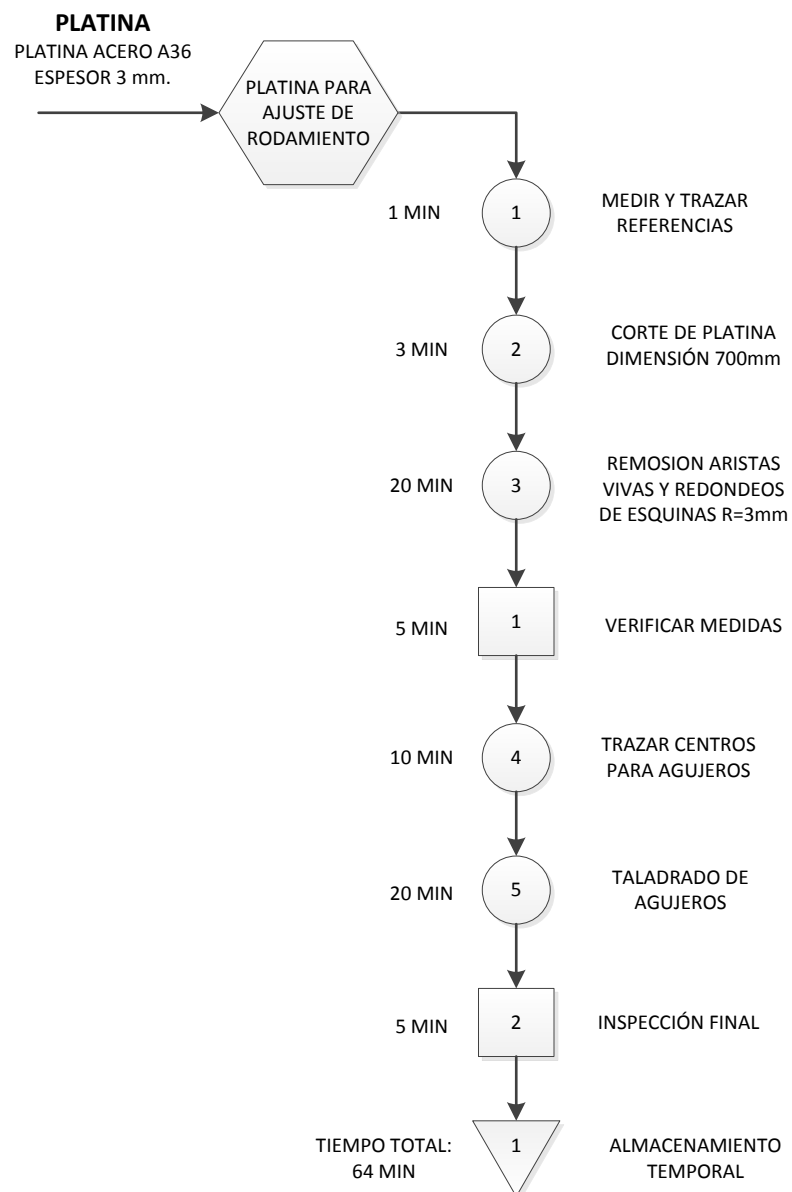 PLATINA
PLATINA ACERO A36
ESPESOR 3 mm.
PLATINA PARA
AJUSTE DE
RODAMIENTO
1 MIN
1
MEDIR Y TRAZAR
REFERENCIAS
3 MIN
2
CORTE DE PLATINA
DIMENSIÓN 700mm
20 MIN
3
REMOSION ARISTAS
VIVAS Y REDONDEOS
DE ESQUINAS R=3mm
5 MIN
1
VERIFICAR MEDIDAS
10 MIN
4
TRAZAR CENTROS
PARA AGUJEROS
20 MIN
5
TALADRADO DE
AGUJEROS
5 MIN
2
INSPECCIÓN FINAL
TIEMPO TOTAL:
64 MIN
1
ALMACENAMIENTO
TEMPORAL